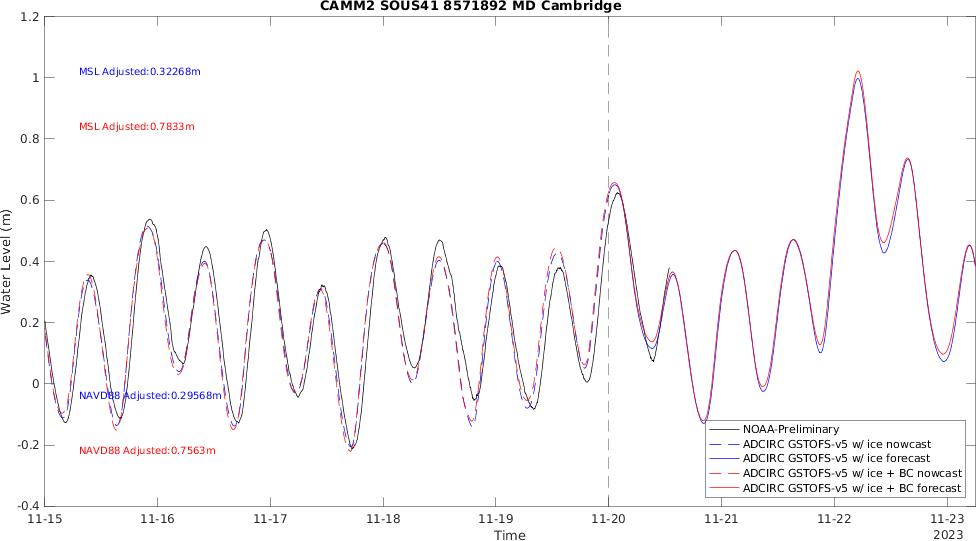 CAMM2 SOUS41 8571892 MD Cambridge
1.2
1
0.8
0.6
0.4
0.2
0
-0.2
-0.4
Water Level (m)
MSL Adjusted:0.32268m
MSL Adjusted:0.7833m
NAVD88 Adjusted:0.29568m
NAVD88 Adjusted:0.7563m
NOAA-Preliminary
ADCIRC GSTOFS-v5 w/ ice nowcast
ADCIRC GSTOFS-v5 w/ ice forecast
ADCIRC GSTOFS-v5 w/ ice + BC nowcast
ADCIRC GSTOFS-v5 w/ ice + BC forecast
11-15 11-16 11-17 11-18 11-19 11-20 11-21 11-22 11-23
Time
2023